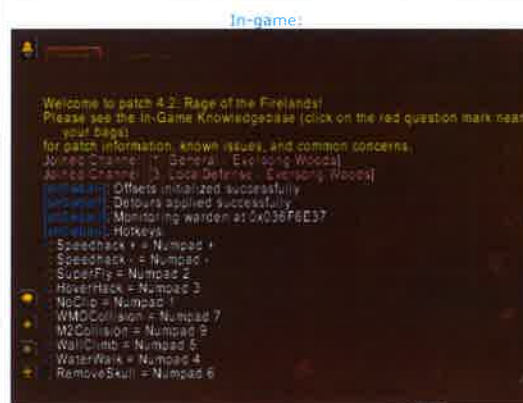 In-game:
Welcome to patch 4.2: Rage of the Firelands!
Please see the In-Game Knowledgebase (click on the red question mark near
your bags)
for patch information, known issues, and common concerns.
Joined Channel: [1. General - Eversong Woods]
Joined Channel: [3. Local Defense - Eversong Woods]
: Offsets initialized successfully
: Detours applied successfully
: Monitoring warden at 0x036F6E37
: Hotkeys:
: Speedhack + = Numpad +
: Speedhack - = Numpad -
: SuperFly = Numpad 2
: HoverHack = Numpad 3
: NoClip = Numpad 1
: WMOCollision = Numpad 7
: M2Collision = Numpad 9
: WallClimb = Numpad 5
: WaterWalk = Numpad 4
: RemoveSkull = Numpad 6